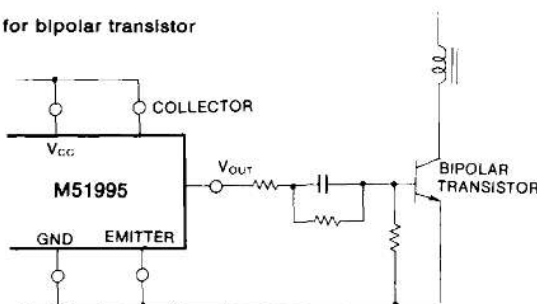 for bipolar transistor
COLLECTOR
VCC
VOUT
M51995
BIPOLAR
TRANSISTOR
GND
EMITTER